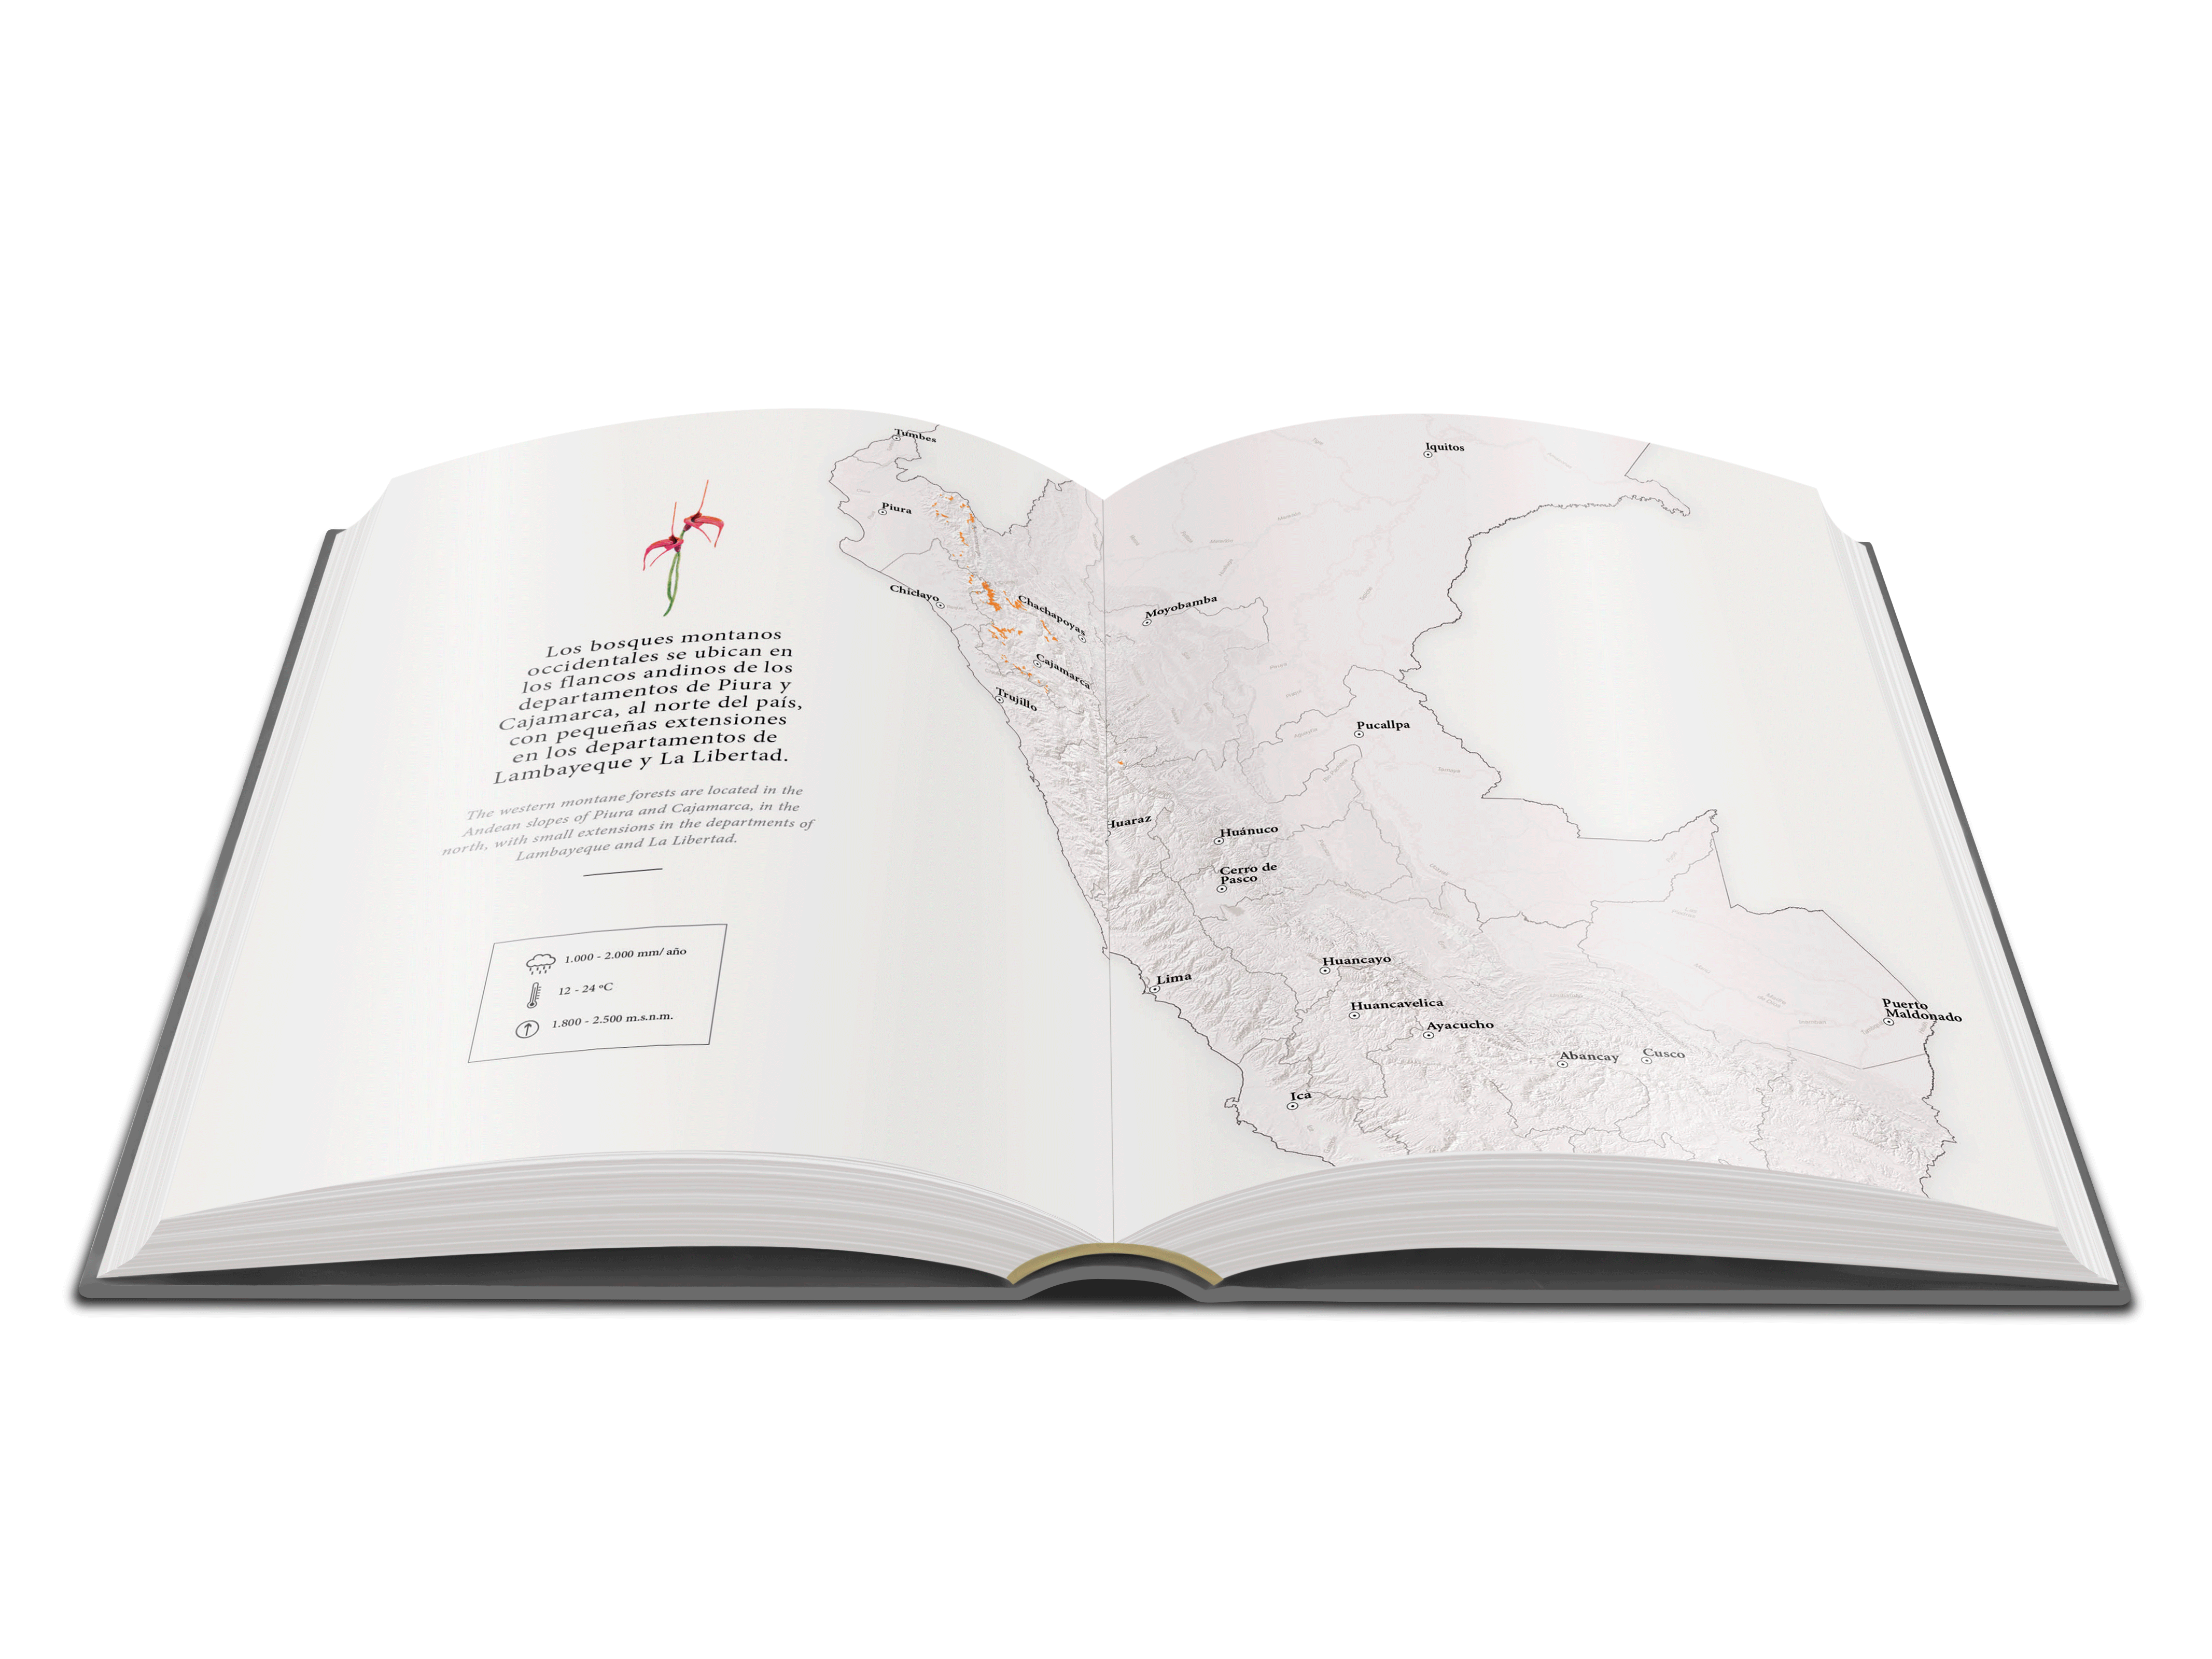 Los bosques montanos
occidentales se ubican en
los flancos andinos de los
departamentos de Piura y
Cajamarca, al norte del país,
con pequeñas extensiones
en los departamentos de
Lambayeque y La Libertad.
The western montane forests are located in the
Andean slopes of Piura and Cajamarca, in the
north, with small extensions in the departments of
Lambayeque and La Libertad.
1.000 - 2.000 mm/ año
12 - 24 ºC
1.800 - 2.500 m.s.n.m.
Tumbes
Piura
Chiclayo
Chachapoyas
Cajamarca
Trujillo
Iquitos
Moyobamba
Pucallpa
Huaraz
Huánuco
Cerro de
Pasco
Lima
Huancayo
Huancavelica
Ayacucho
Abancay
Cusco
Puerto
Maldonado
Ica